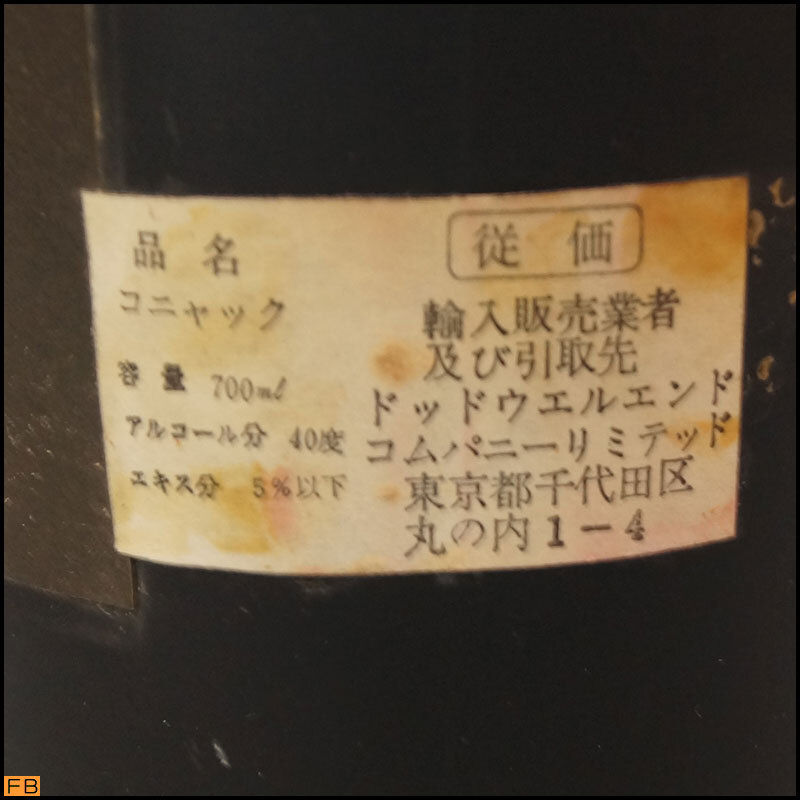 品名
コニャック
容量 700ml
アルコール分 40度
エキス分 5%以下
従価
輸入販売業者
及び引取先
ドッドウエルエンド
コムパニーリミテッド
東京都千代田区
丸の内1-4
FB